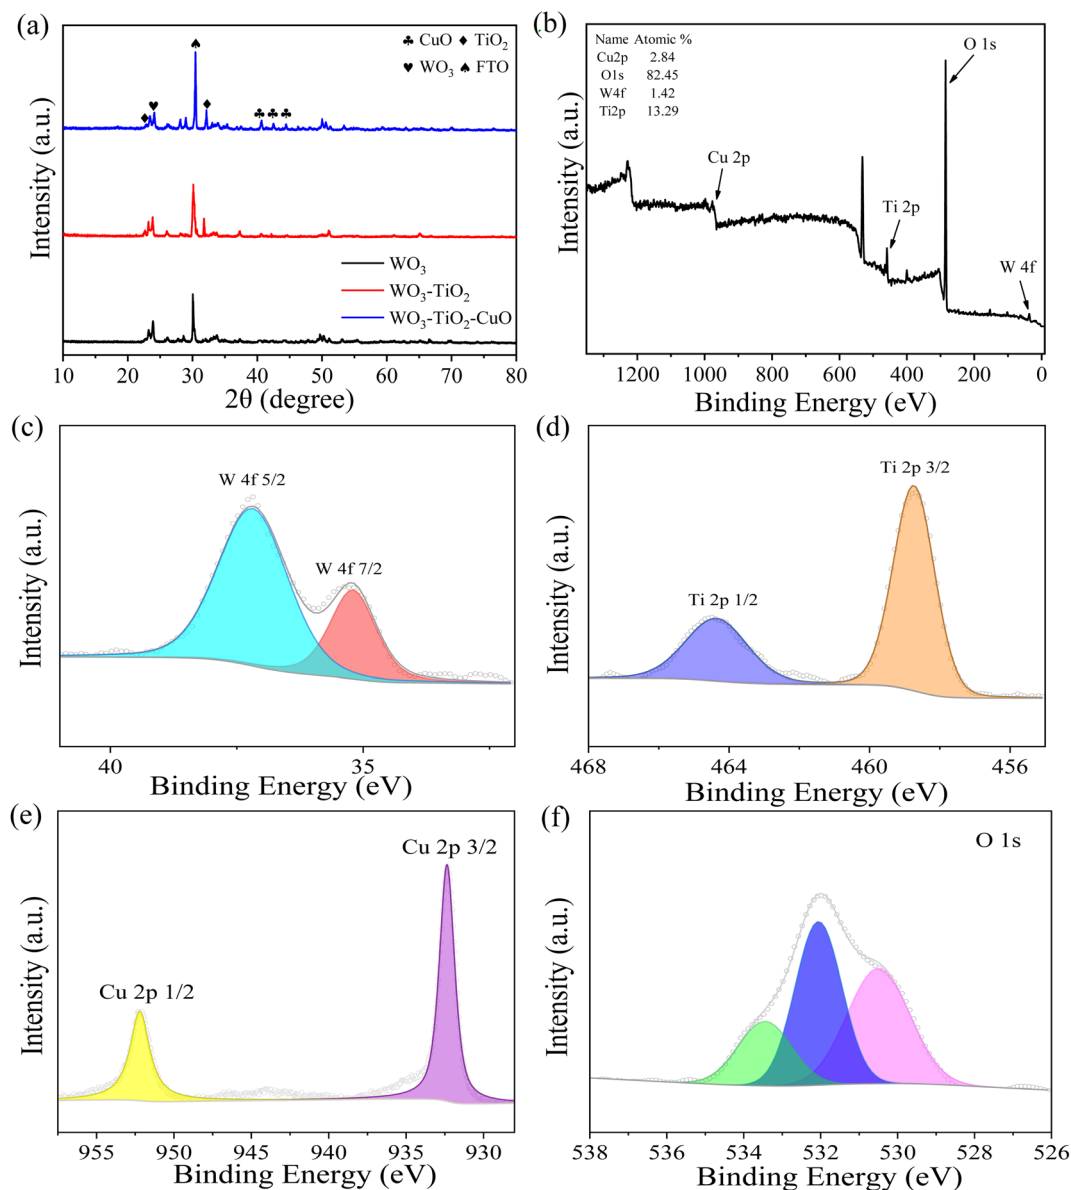 (a)
Intensity (a.u.)
♣ CuO ♦ TiO₂
♥ WO₃ ♠ FTO
WO₃
WO₃-TiO₂
WO₃-TiO₂-CuO
10 20 30 40 50 60 70 80
2θ (degree)
(b)
Intensity (a.u.)
Name Atomic %
Cu2p 2.84
O1s 82.45
W4f 1.42
Ti2p 13.29
O 1s
Cu 2p
Ti 2p
W 4f
1200 1000 800 600 400 200 0
Binding Energy (eV)
(c)
Intensity (a.u.)
W 4f 5/2
W 4f 7/2
40 35
Binding Energy (eV)
(d)
Intensity (a.u.)
Ti 2p 3/2
Ti 2p 1/2
468 464 460 456
Binding Energy (eV)
(e)
Intensity (a.u.)
Cu 2p 3/2
Cu 2p 1/2
955 950 945 940 935 930
Binding Energy (eV)
(f)
Intensity (a.u.)
O 1s
538 536 534 532 530 528 526
Binding Energy (eV)